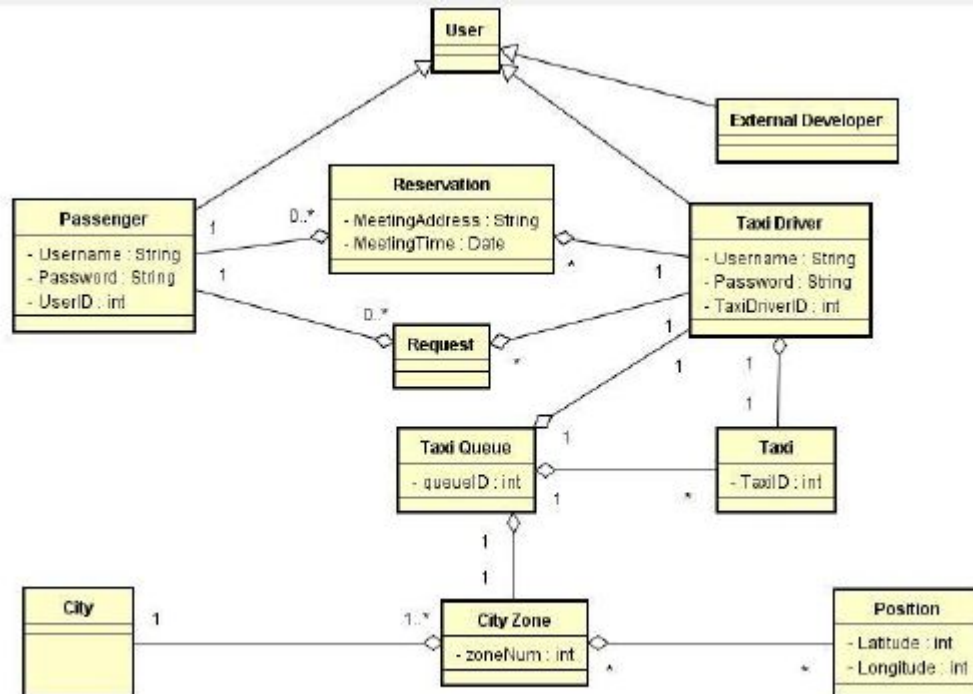 User
External Developer
Reservation
- MeetingAddress : String
- MeetingTime : Date
Passenger
- Username : String
- Password : String
- UserID : int
Taxi Driver
- Username : String
- Password : String
- TaxiDriverID : int
1
0..*
1
*
1
0..*
Request
*
1
1
1
1
1
Taxi Queue
- queueID : int
1
*
Taxi
- TaxiID : int
1
1
City
1
1..*
City Zone
- zoneNum : int
*
*
Position
- Latitude : int
- Longitude : int